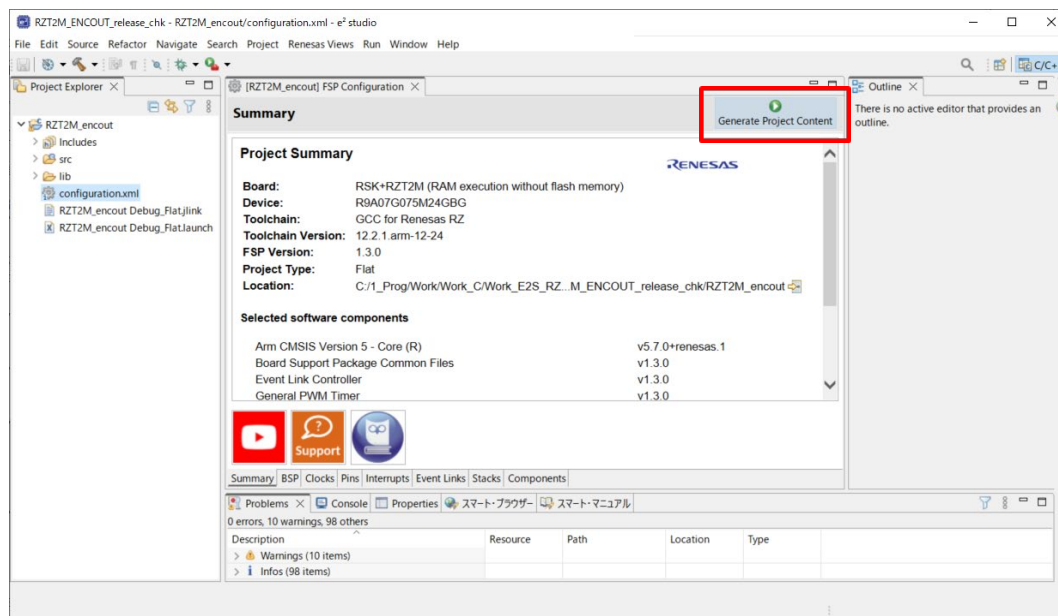 RZT2M_ENCOUT_release_chk - RZT2M_encout/configuration.xml - e² studio
File Edit Source Refactor Navigate Search Project Renesas Views Run Window Help
C/C+
Project Explorer
[RZT2M_encout] FSP Configuration
Outline
RZT2M_encout
Includes
src
lib
configuration.xml
RZT2M_encout Debug_Flat.jlink
RZT2M_encout Debug_Flat.launch
Summary
Generate Project Content
There is no active editor that provides an
outline.
Project Summary
RENESAS
Board: RSK+RZT2M (RAM execution without flash memory)
Device: R9A07G075M24GBG
Toolchain: GCC for Renesas RZ
Toolchain Version: 12.2.1.arm-12-24
FSP Version: 1.3.0
Project Type: Flat
Location: C:/1_Prog/Work/Work_C/Work_E2S_RZ...M_ENCOUT_release_chk/RZT2M_encout
Selected software components
Arm CMSIS Version 5 - Core (R) v5.7.0+renesas.1
Board Support Package Common Files v1.3.0
Event Link Controller v1.3.0
General PWM Timer v1.3.0
Support
Summary BSP Clocks Pins Interrupts Event Links Stacks Components
Problems Console Properties スマート・ブラウザー スマート・マニュアル
0 errors, 10 warnings, 98 others
Description Resource Path Location Type
Warnings (10 items)
Infos (98 items)